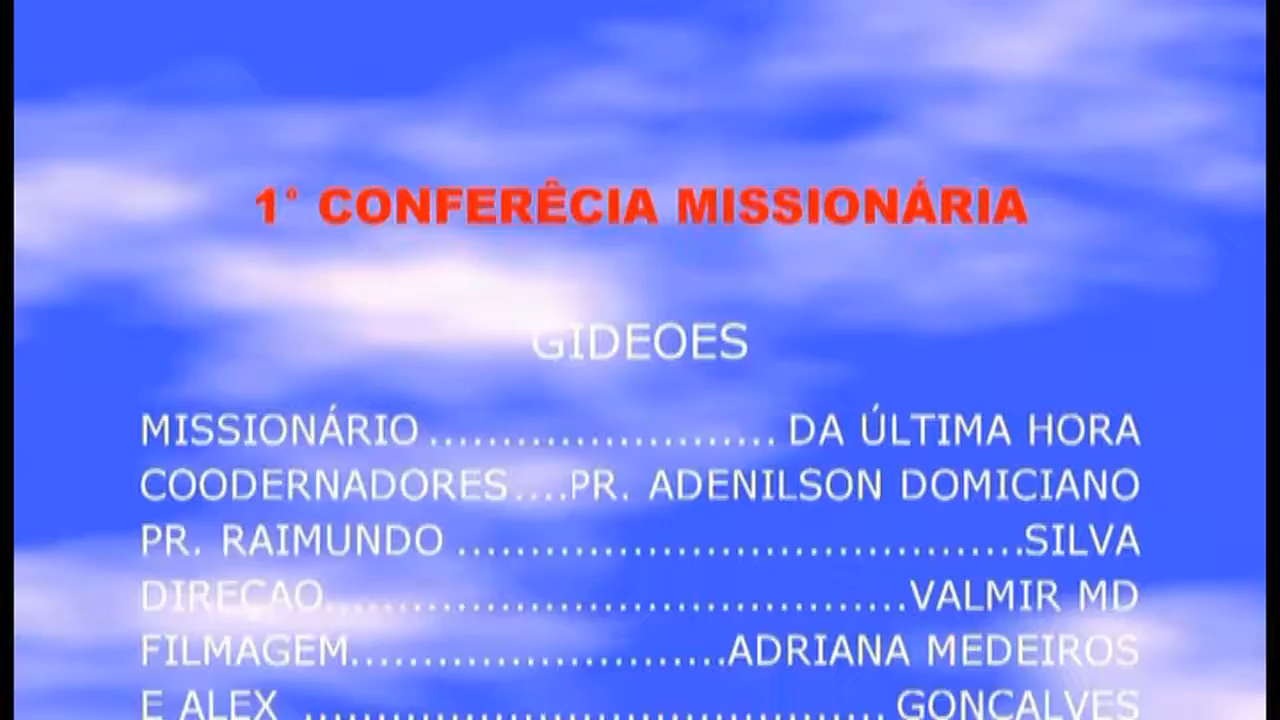 1° CONFERÊCIA MISSIONÁRIA
GIDEOES
MISSIONÁRIO ........................ DA ÚLTIMA HORA
COODERNADORES....PR. ADENILSON DOMICIANO
PR. RAIMUNDO .......................................SILVA
DIREÇAO........................................VALMIR MD
FILMAGEM..........................ADRIANA MEDEIROS
E ALEX ........................................ GONÇALVES